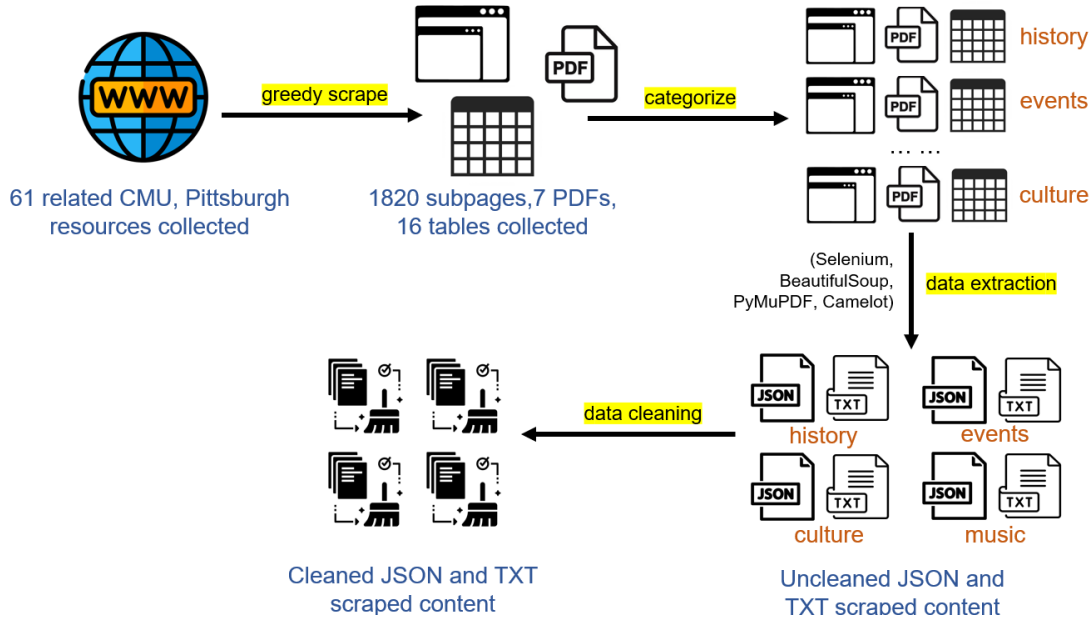 WWW
greedy scrape
PDF
categorize
PDF
history
PDF
events
... ...
PDF
culture
61 related CMU, Pittsburgh
resources collected
1820 subpages,7 PDFs,
16 tables collected
(Selenium,
BeautifulSoup,
PyMuPDF, Camelot)
data extraction
data cleaning
JSON
TXT
history
JSON
TXT
events
JSON
TXT
culture
JSON
TXT
music
Cleaned JSON and TXT
scraped content
Uncleaned JSON and
TXT scraped content